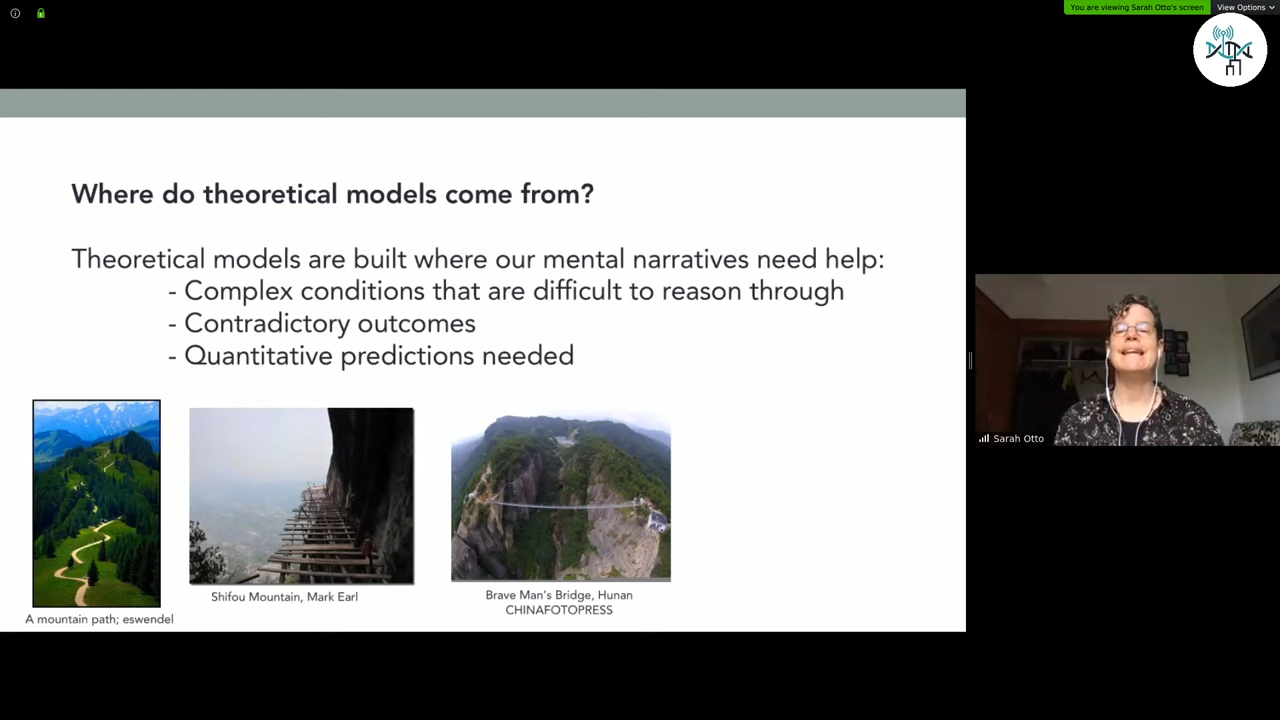 You are viewing Sarah Otto's screen
View Options
Where do theoretical models come from?
Theoretical models are built where our mental narratives need help:
- Complex conditions that are difficult to reason through
- Contradictory outcomes
- Quantitative predictions needed
Sarah Otto
A mountain path; eswendel
Shifou Mountain, Mark Earl
Brave Man's Bridge, Hunan
CHINAFOTOPRESS